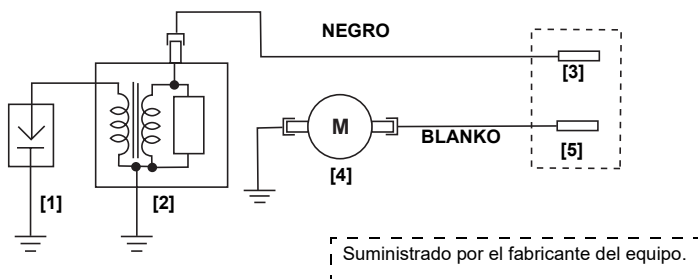 NEGRO
[3]
M
BLANKO
[4]
[5]
[1]
[2]
Suministrado por el fabricante del equipo.